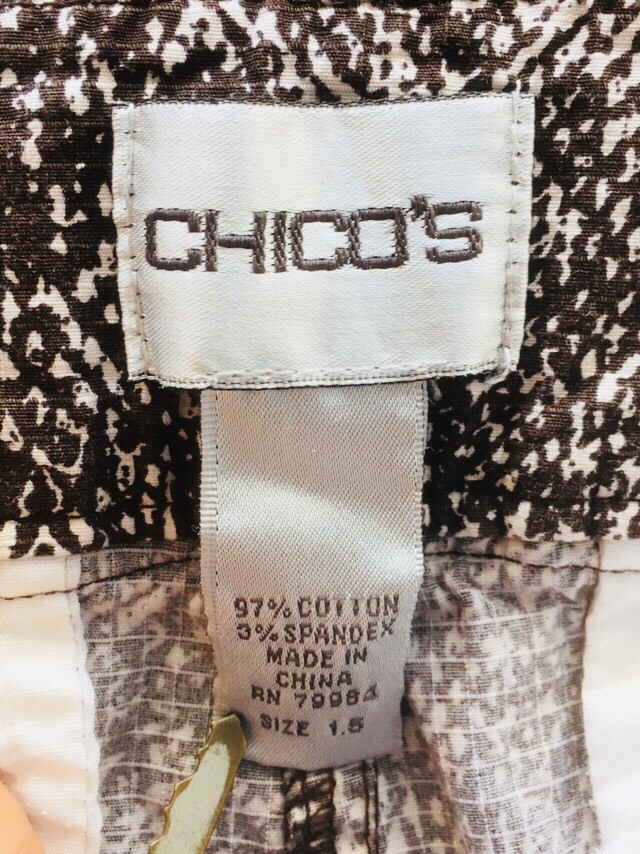 CHICO'S
97% COTTON
3% SPANDEX
MADE IN
CHINA
RN 79984
SIZE 1.5